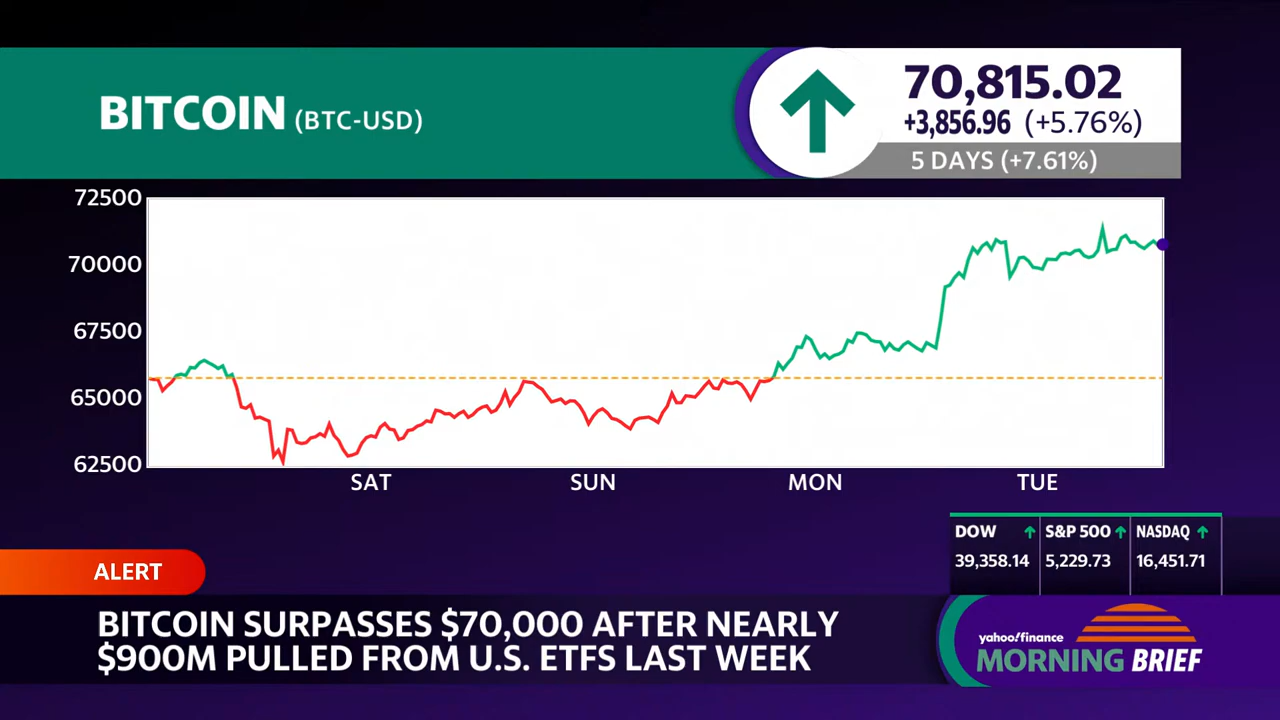 BITCOIN (BTC-USD)
70,815.02
+3,856.96 (+5.76%)
5 DAYS (+7.61%)
72500
70000
67500
65000
62500
SAT SUN MON TUE
DOW S&P 500 NASDAQ
39,358.14 5,229.73 16,451.71
ALERT
BITCOIN SURPASSES $70,000 AFTER NEARLY
$900M PULLED FROM U.S. ETFS LAST WEEK
yahoo!finance
MORNING BRIEF